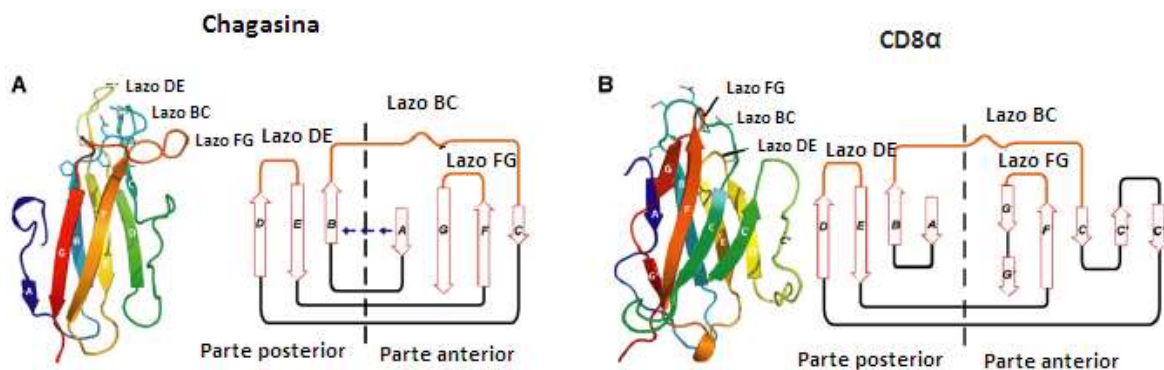 Chagasina
CD8α
A
Lazo DE
Lazo BC
Lazo FG
A
G
B
F
D
Lazo DE
Lazo BC
Lazo FG
D
E
B
A
G
F
C
Parte posterior
Parte anterior
B
Lazo FG
Lazo BC
Lazo DE
A
G
F
C
E
C'
G
Lazo DE
Lazo BC
Lazo FG
D
E
B
A
G
G
F
C
C'
Parte posterior
Parte anterior